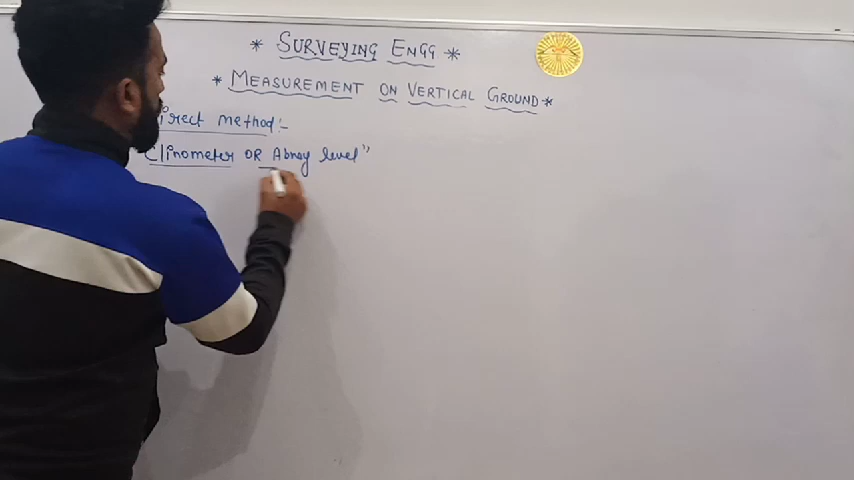 * SURVEYING ENGG *
* MEASUREMENT ON VERTICAL GROUND *
irect method:-
Clinometer OR Abney level"